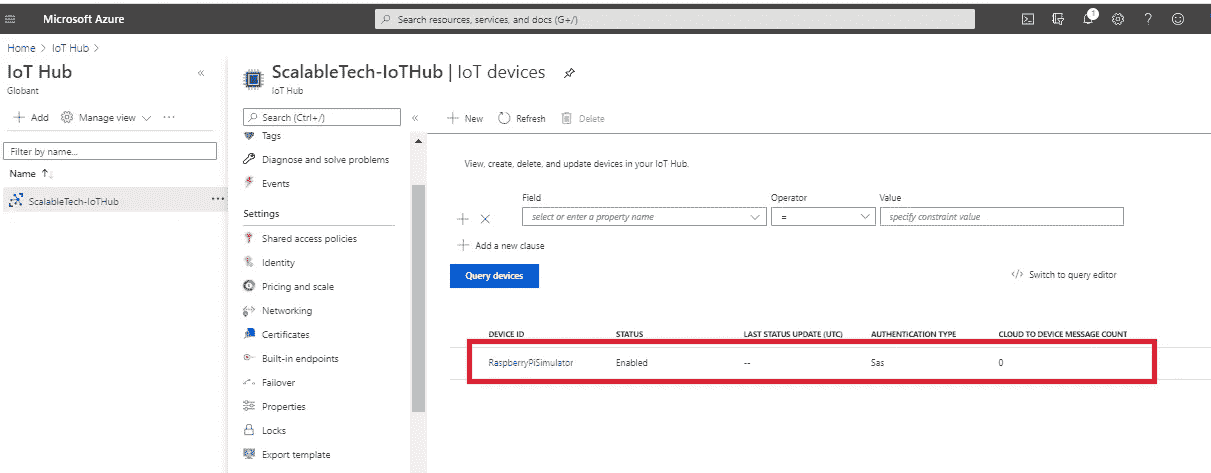 Microsoft Azure
Search resources, services, and docs (G+/)
1
Home > IoT Hub >
IoT Hub
Globant
Add
Manage view
Filter by name...
Name
ScalableTech-IoTHub
ScalableTech-IoTHub | IoT devices
IoT Hub
Search (Ctrl+/)
Tags
Diagnose and solve problems
Events
Settings
Shared access policies
Identity
Pricing and scale
Networking
Certificates
Built-in endpoints
Failover
Properties
Locks
Export template
New Refresh Delete
View, create, delete, and update devices in your IoT Hub.
Field Operator Value
select or enter a property name = specify constraint value
Add a new clause
Query devices
</> Switch to query editor
DEVICE ID STATUS LAST STATUS UPDATE (UTC) AUTHENTICATION TYPE CLOUD TO DEVICE MESSAGE COUNT
RaspberryPiSimulator Enabled -- Sas 0